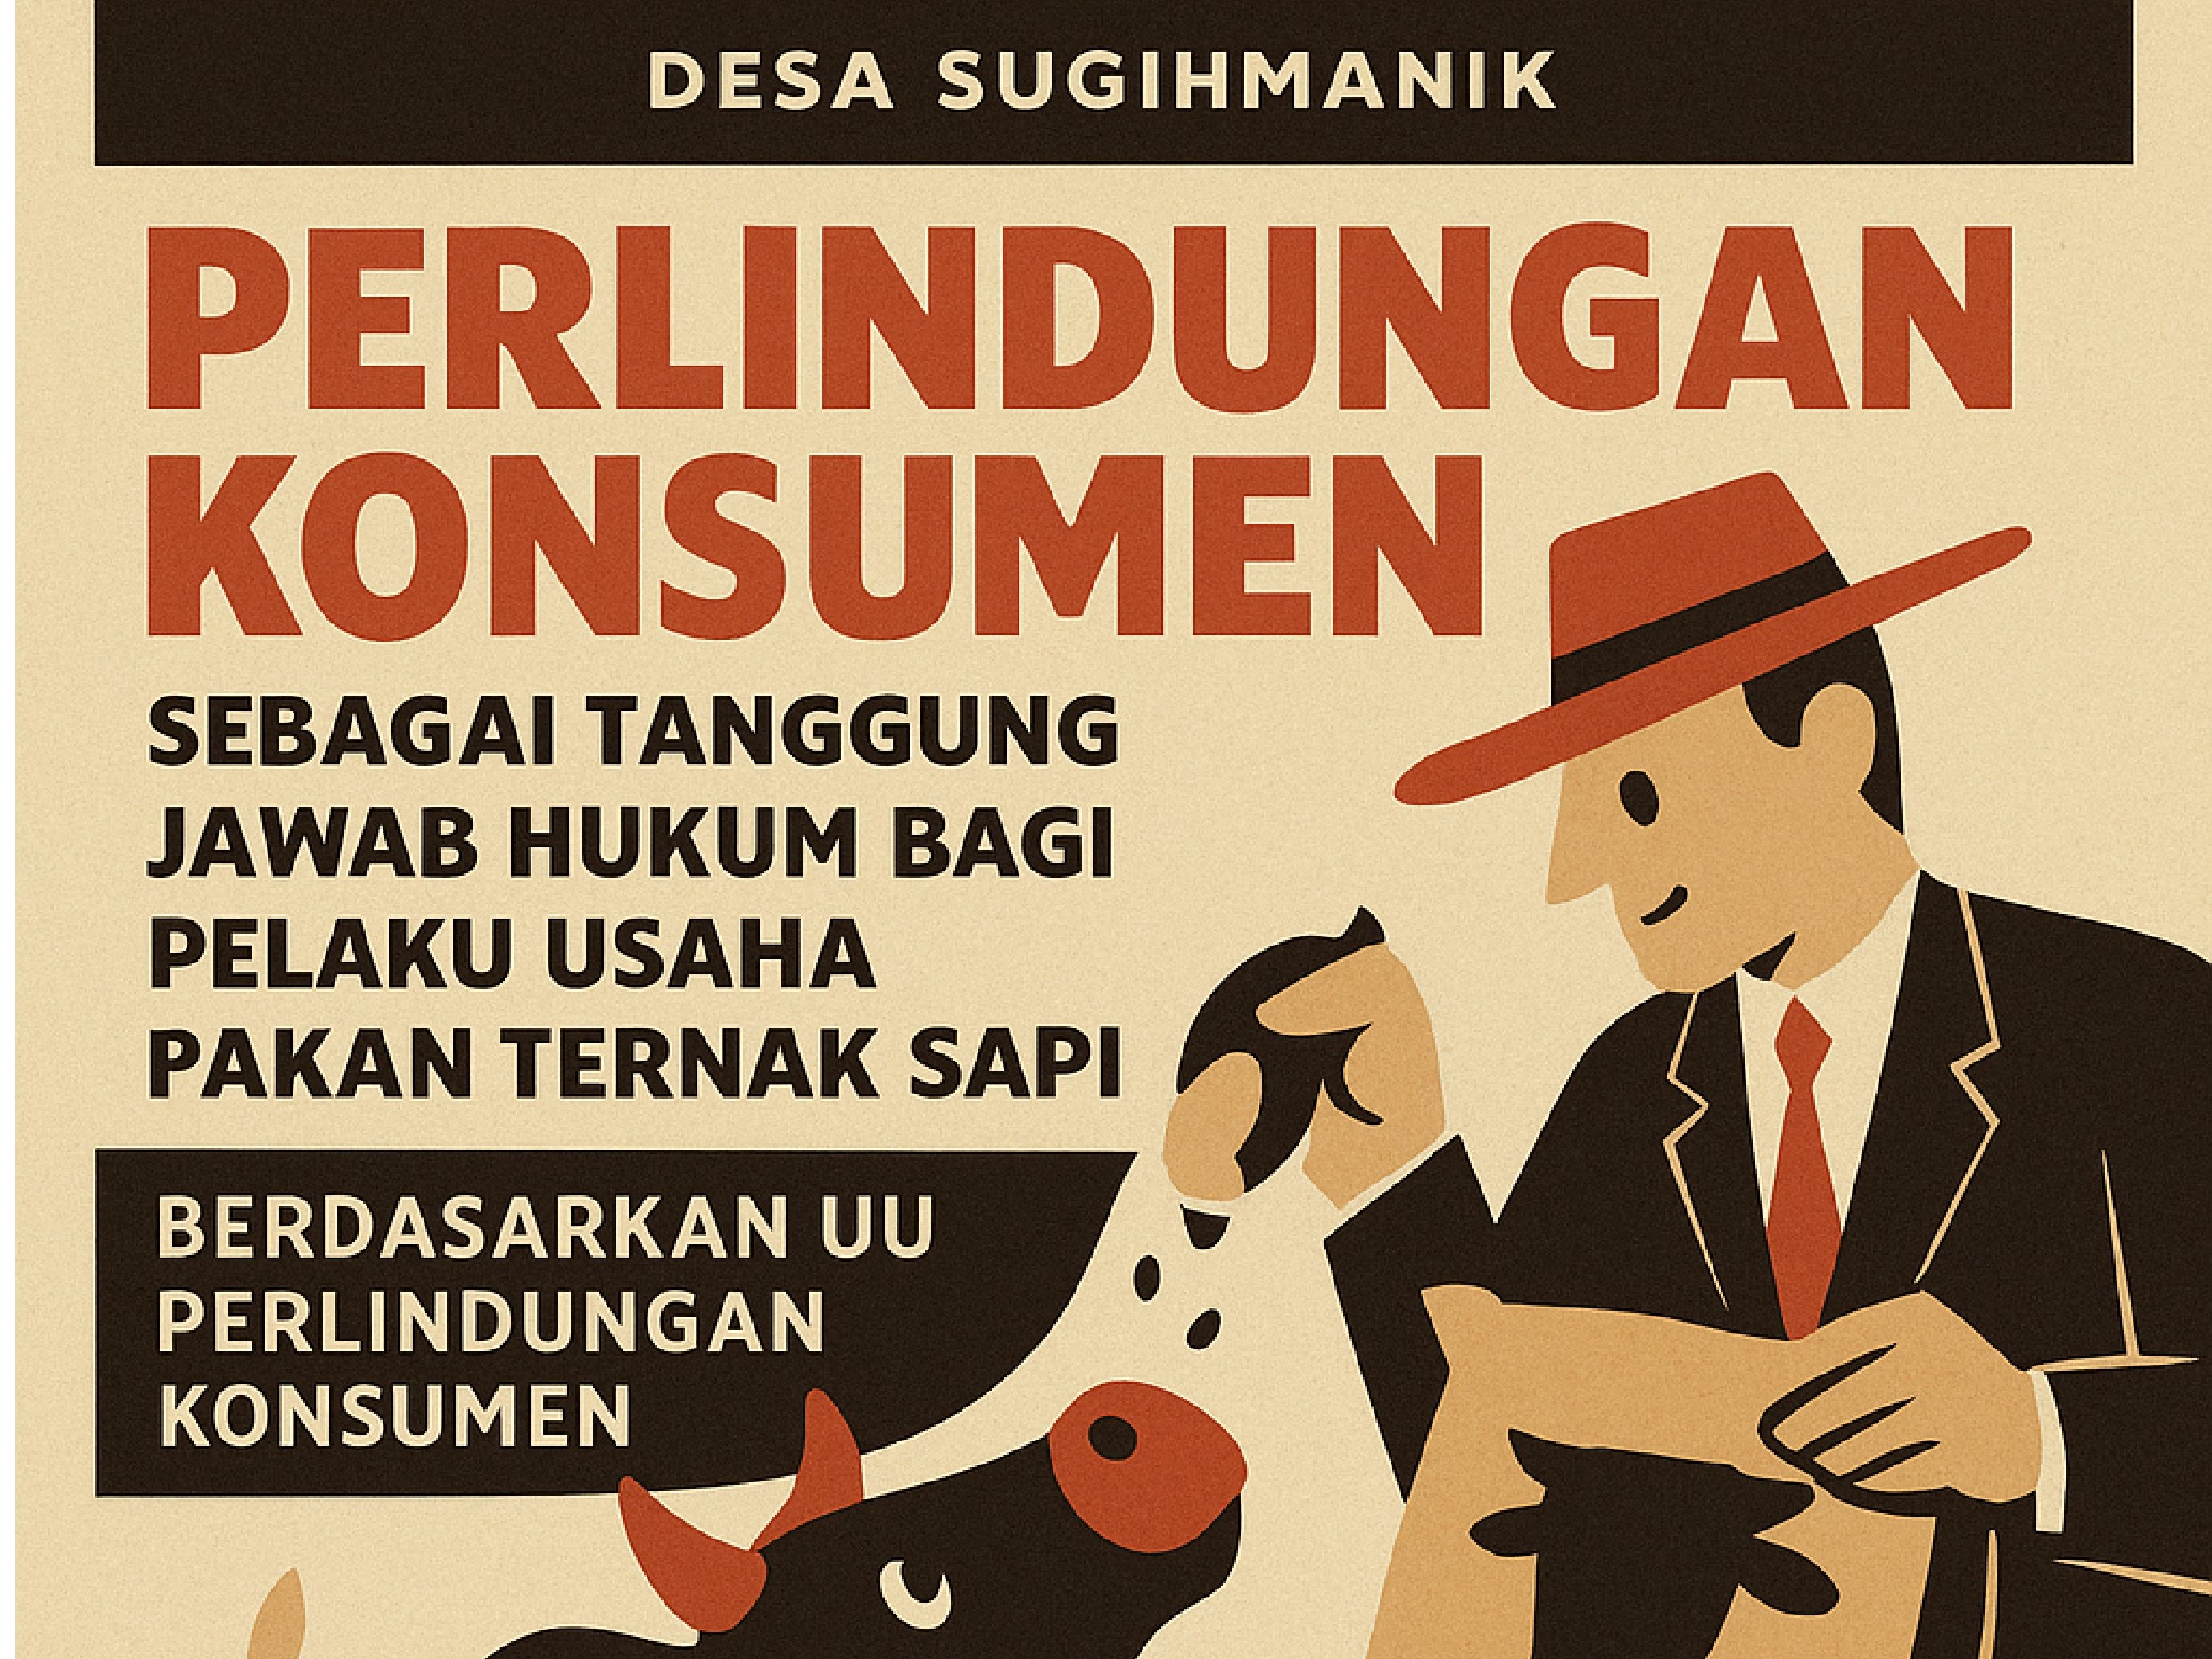 DESA SUGIHMANIK
PERLINDUNGAN
KONSUMEN
SEBAGAI TANGGUNG
JAWAB HUKUM BAGI
PELAKU USAHA
PAKAN TERNAK SAPI
BERDASARKAN UU
PERLINDUNGAN
KONSUMEN